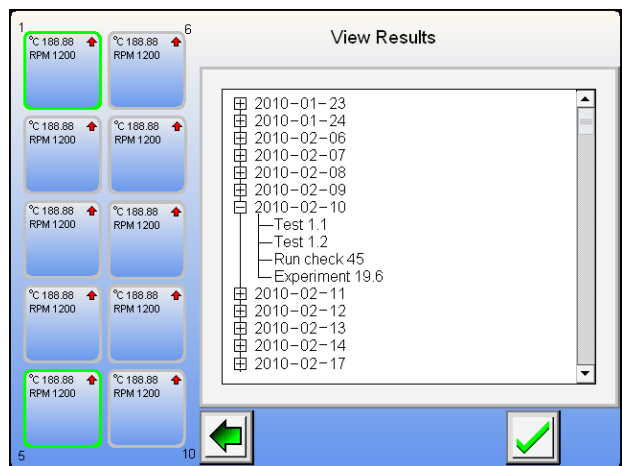 1
6
°C 188.88
RPM 1200
°C 188.88
RPM 1200
°C 188.88
RPM 1200
°C 188.88
RPM 1200
°C 188.88
RPM 1200
°C 188.88
RPM 1200
°C 188.88
RPM 1200
°C 188.88
RPM 1200
°C 188.88
RPM 1200
°C 188.88
RPM 1200
5
10
View Results
2010-01-23
2010-01-24
2010-02-06
2010-02-07
2010-02-08
2010-02-09
2010-02-10
Test 1.1
Test 1.2
Run check 45
Experiment 19.6
2010-02-11
2010-02-12
2010-02-13
2010-02-14
2010-02-17